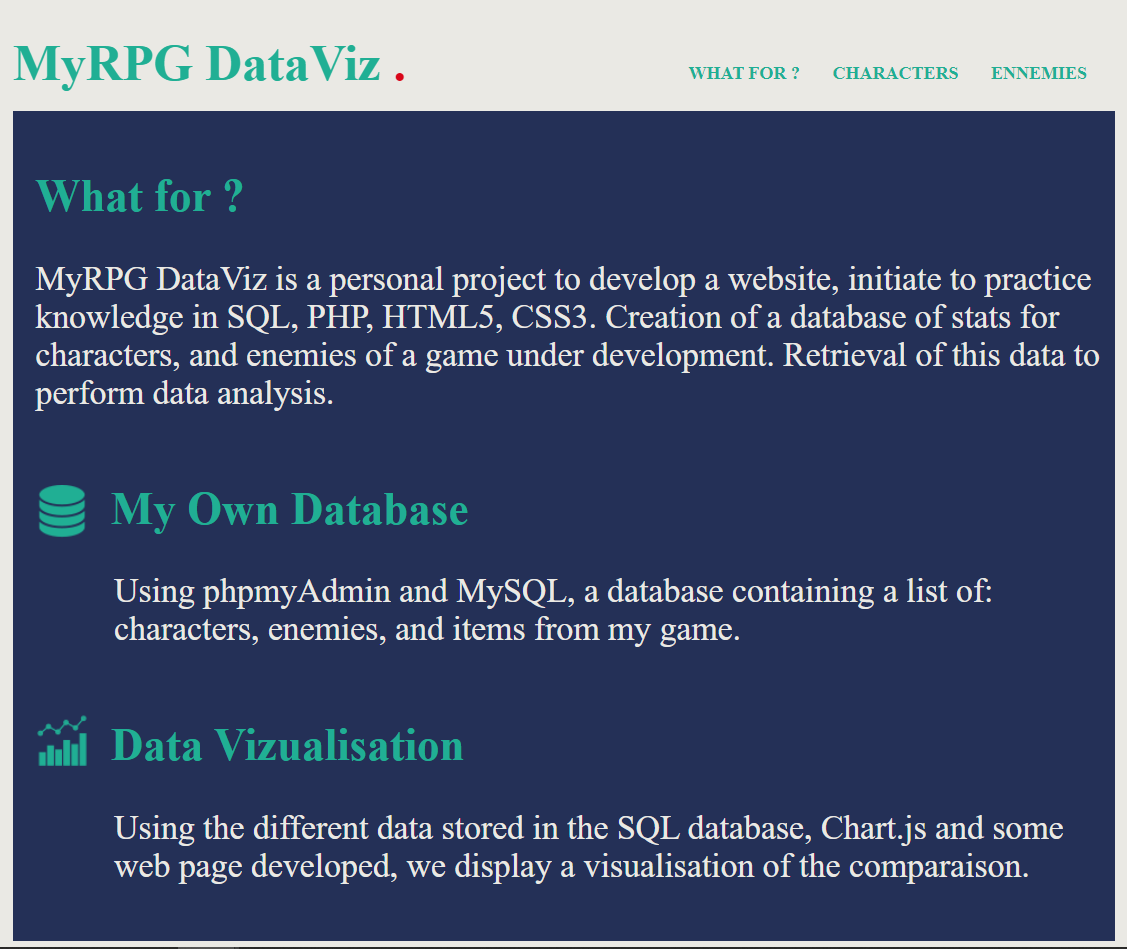 MyRPG DataViz .
WHAT FOR ? CHARACTERS ENNEMIES
What for ?
MyRPG DataViz is a personal project to develop a website, initiate to practice
knowledge in SQL, PHP, HTML5, CSS3. Creation of a database of stats for
characters, and enemies of a game under development. Retrieval of this data to
perform data analysis.
My Own Database
Using phpmyAdmin and MySQL, a database containing a list of:
characters, enemies, and items from my game.
Data Vizualisation
Using the different data stored in the SQL database, Chart.js and some
web page developed, we display a visualisation of the comparaison.